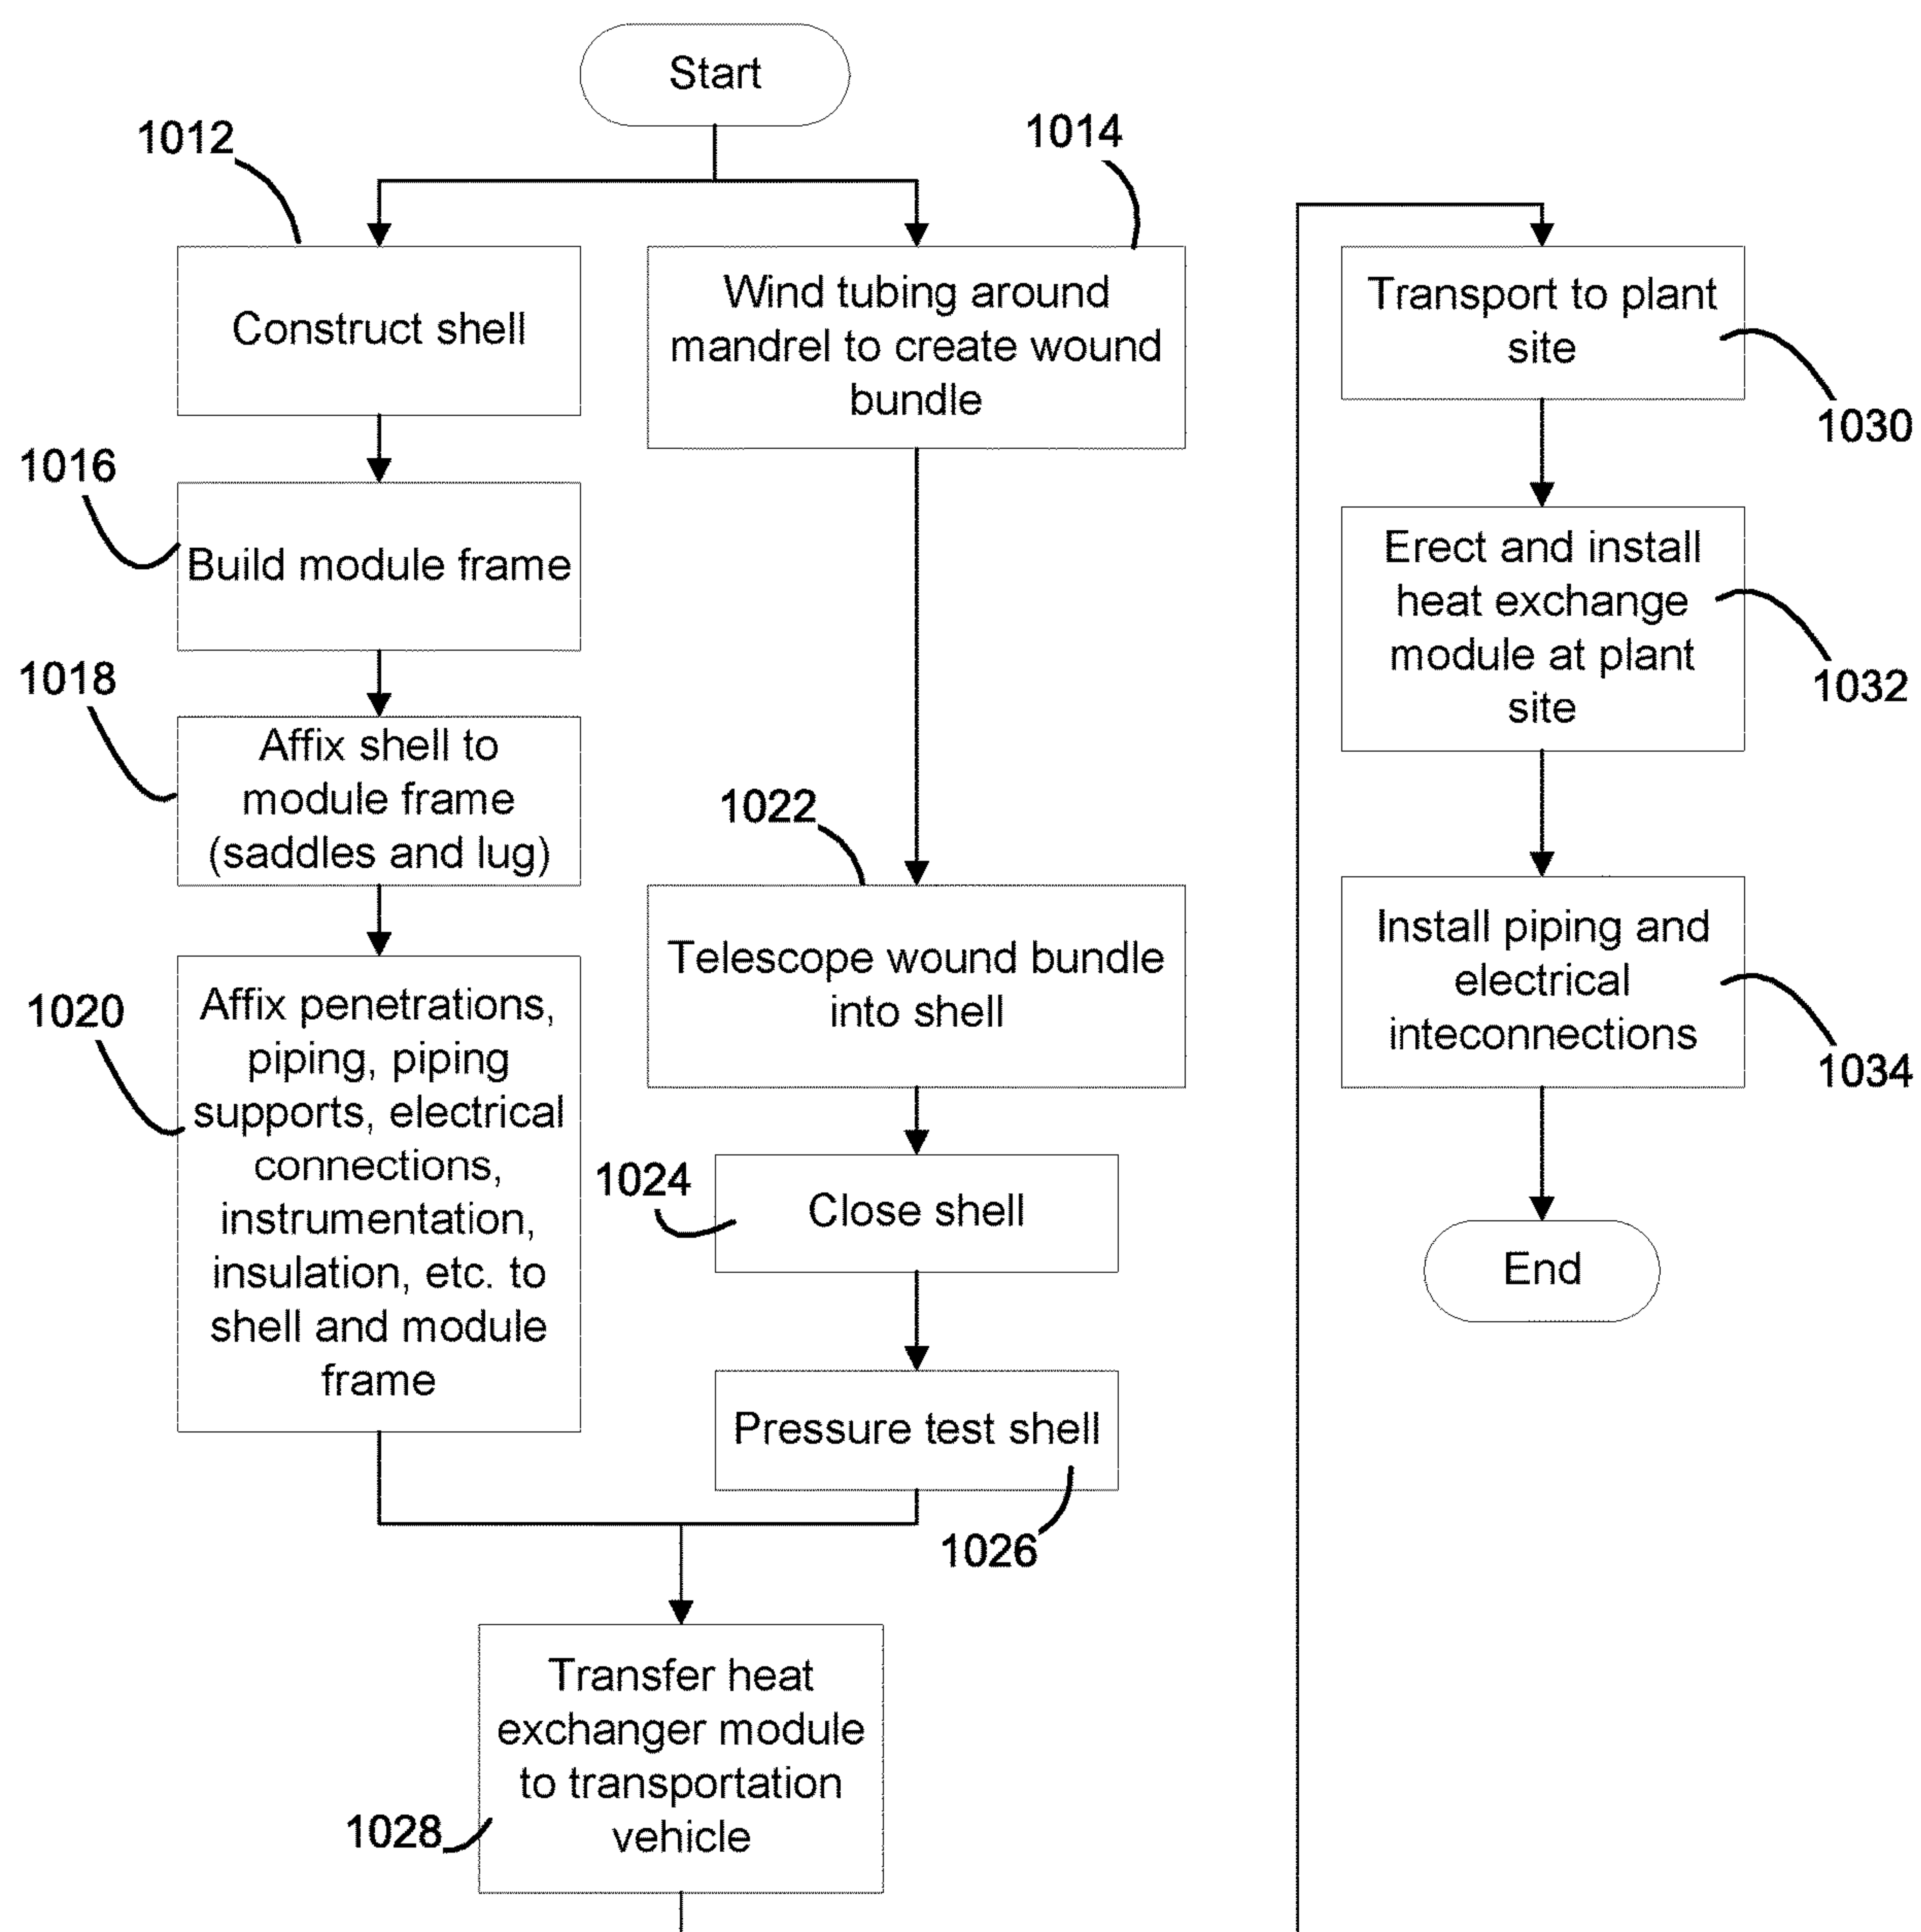 Start
1012
1014
Construct shell
Wind tubing around
mandrel to create wound
bundle
1016
Build module frame
1018
Affix shell to
module frame
(saddles and lug)
1020
Affix penetrations,
piping, piping
supports, electrical
connections,
instrumentation,
insulation, etc. to
shell and module
frame
1022
Telescope wound bundle
into shell
1024
Close shell
Pressure test shell
1026
Transfer heat
exchanger module
to transportation
vehicle
1028
Transport to plant
site
1030
Erect and install
heat exchange
module at plant
site
1032
Install piping and
electrical
inteconnections
1034
End